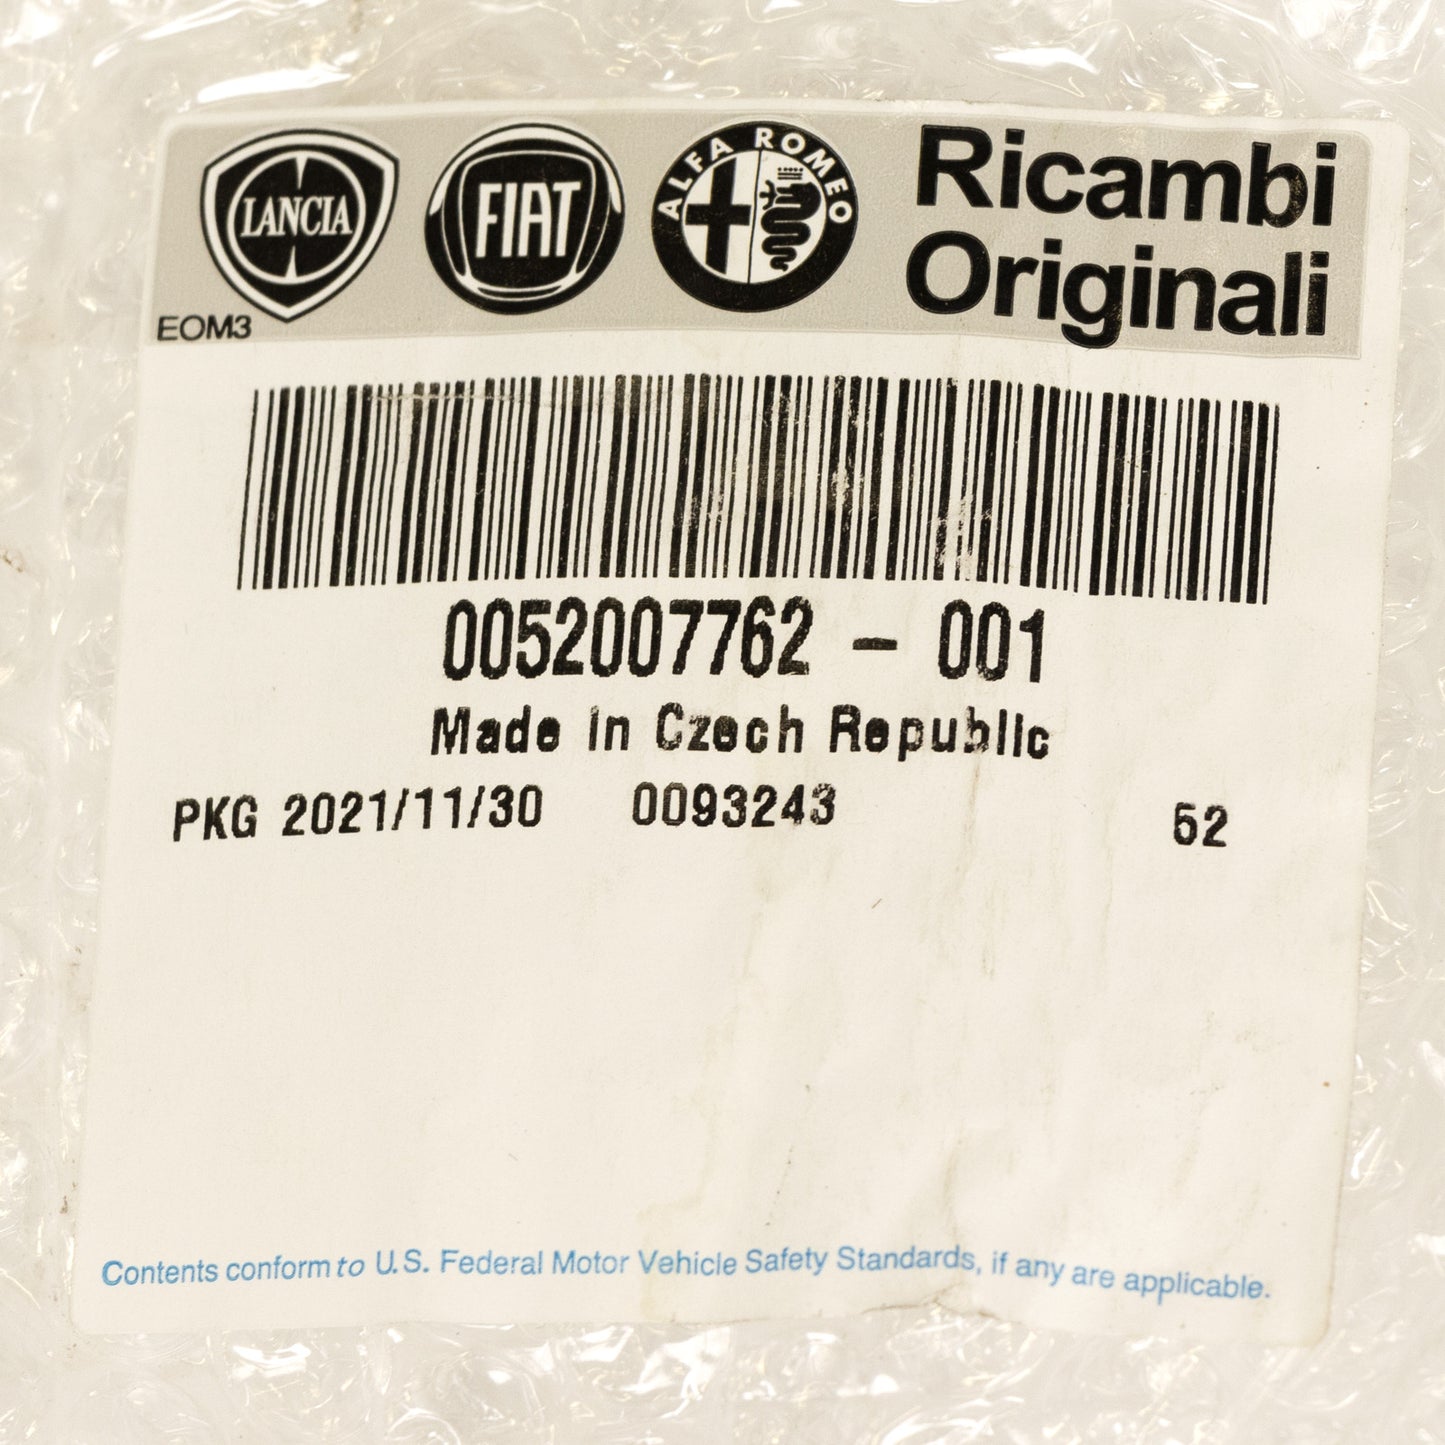 LANCIA FIAT ALFA ROMEO Ricambi
Originali
EOM3
0052007762 - 001
Made in Czech Republic
PKG 2021/11/30 0093243 52
Contents conform to U.S. Federal Motor Vehicle Safety Standards, if any are applicable.